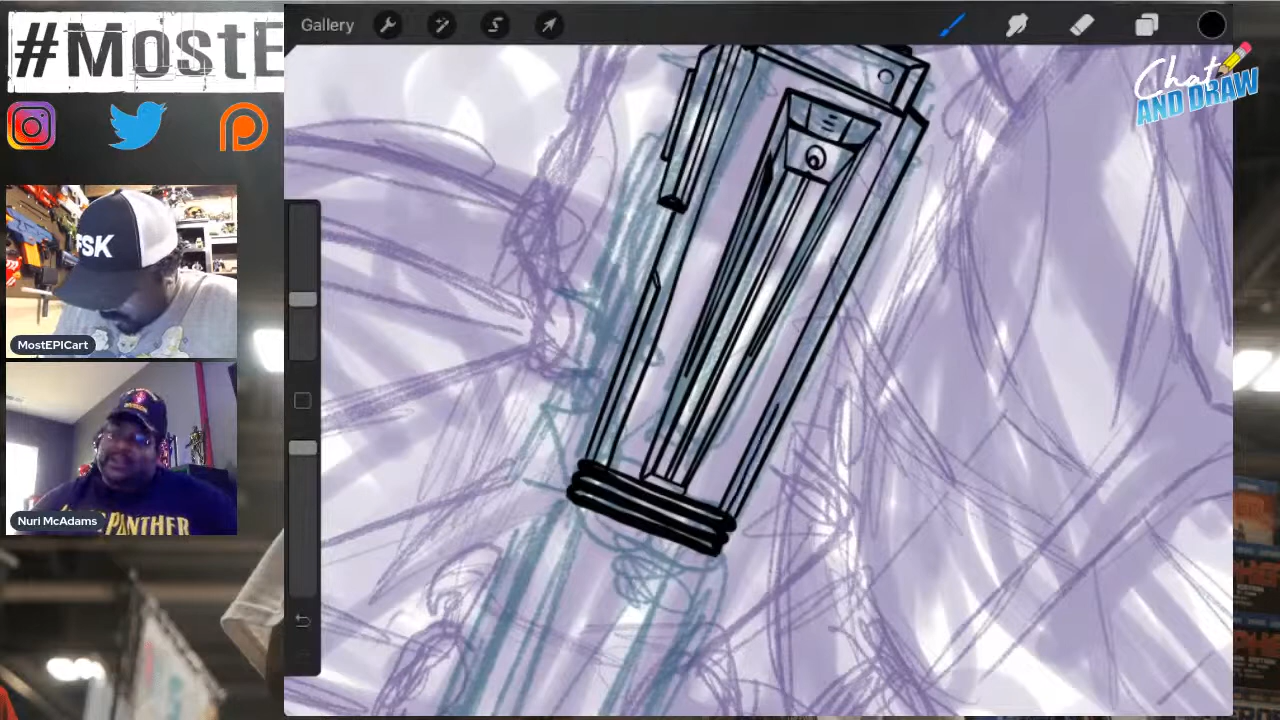 #MostE
Gallery
Chat
AND DRAW
FSK
MostEPICart
PANTHER
Nuri McAdams